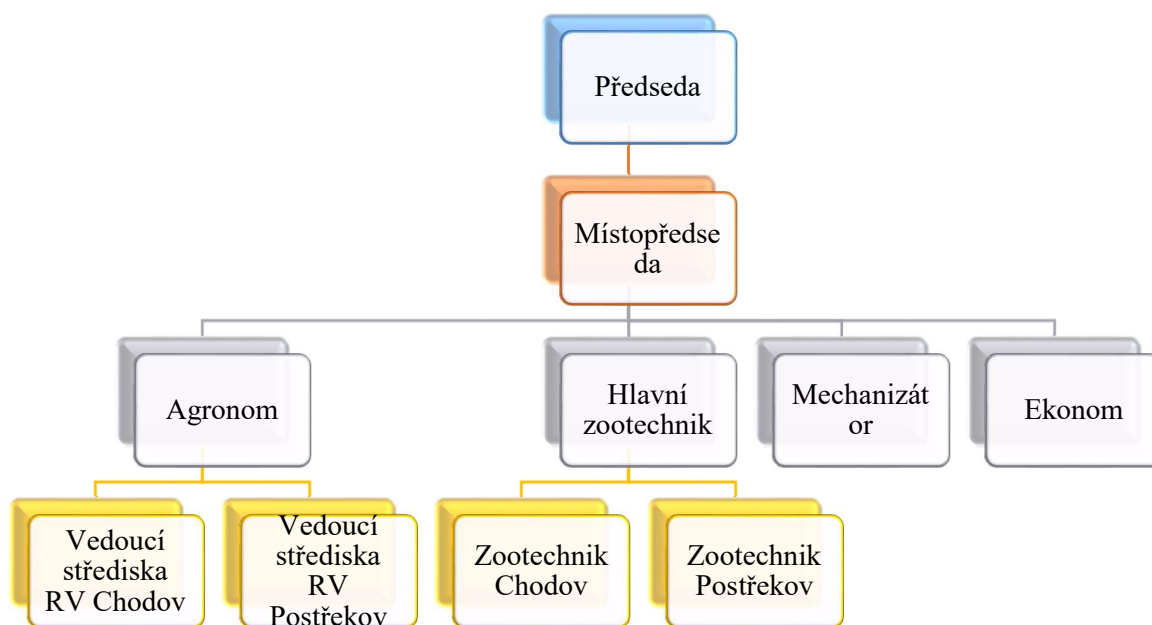 Předseda
Místopředse
da
Agronom
Hlavní
zootechnik
Mechanizát
or
Ekonom
Vedoucí
střediska
RV Chodov
Vedoucí
střediska
RV
Postřekov
Zootechnik
Chodov
Zootechnik
Postřekov